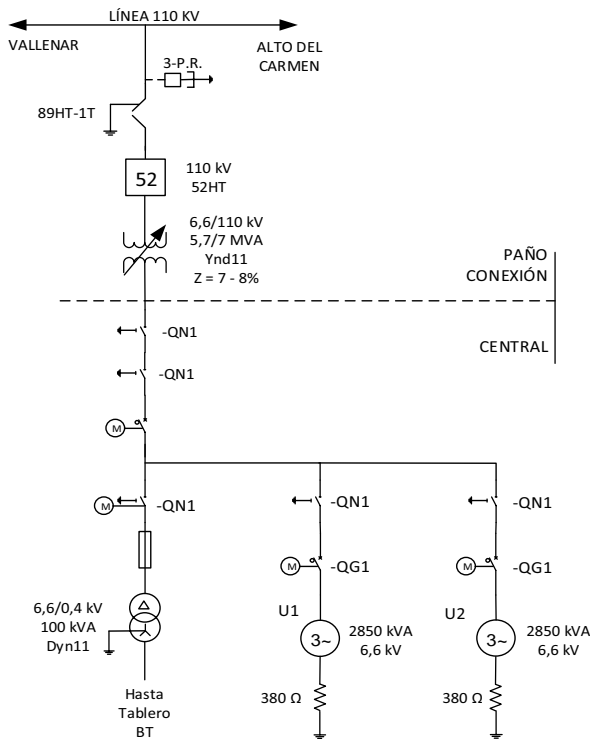 LÍNEA 110 KV
VALLENAR
ALTO DEL
CARMEN
3-P.R.
89HT-1T
52
110 kV
52HT
6,6/110 kV
5,7/7 MVA
Ynd11
Z = 7 - 8%
PAÑO
CONEXIÓN
CENTRAL
-QN1
-QN1
M
M
-QN1
-QN1
-QN1
M
-QG1
M
-QG1
6,6/0,4 kV
100 kVA
Dyn11
U1
3~
2850 kVA
6,6 kV
U2
3~
2850 kVA
6,6 kV
380 Ω
380 Ω
Hasta
Tablero
BT